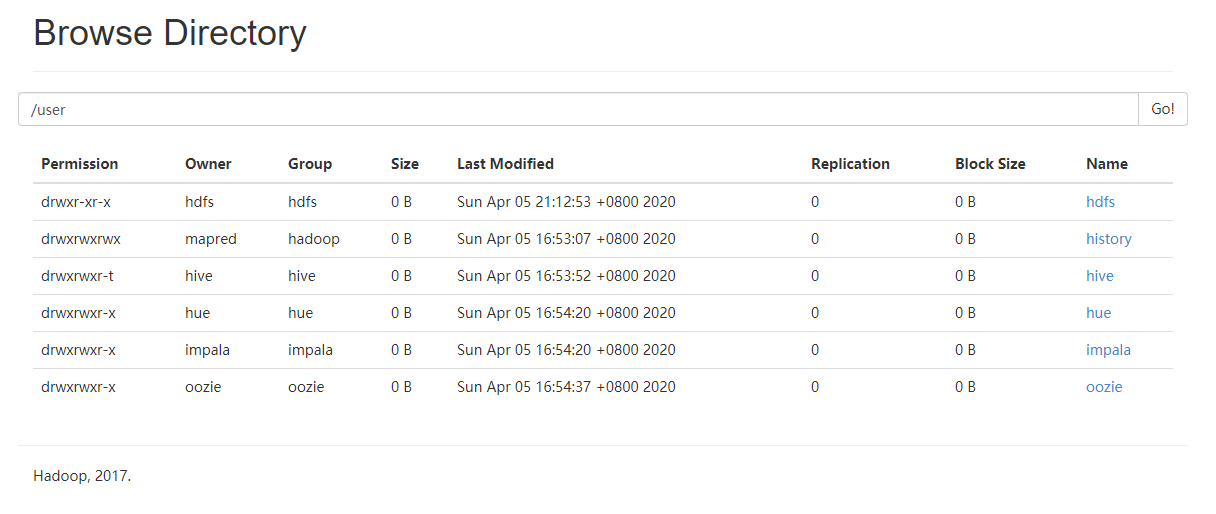 Browse Directory
/user Go!
Permission Owner Group Size Last Modified Replication Block Size Name
drwxr-xr-x hdfs hdfs 0 B Sun Apr 05 21:12:53 +0800 2020 0 0 B hdfs
drwxrwxrwx mapred hadoop 0 B Sun Apr 05 16:53:07 +0800 2020 0 0 B history
drwxrwxr-t hive hive 0 B Sun Apr 05 16:53:52 +0800 2020 0 0 B hive
drwxrwxr-x hue hue 0 B Sun Apr 05 16:54:20 +0800 2020 0 0 B hue
drwxrwxr-x impala impala 0 B Sun Apr 05 16:54:20 +0800 2020 0 0 B impala
drwxrwxr-x oozie oozie 0 B Sun Apr 05 16:54:37 +0800 2020 0 0 B oozie
Hadoop, 2017.